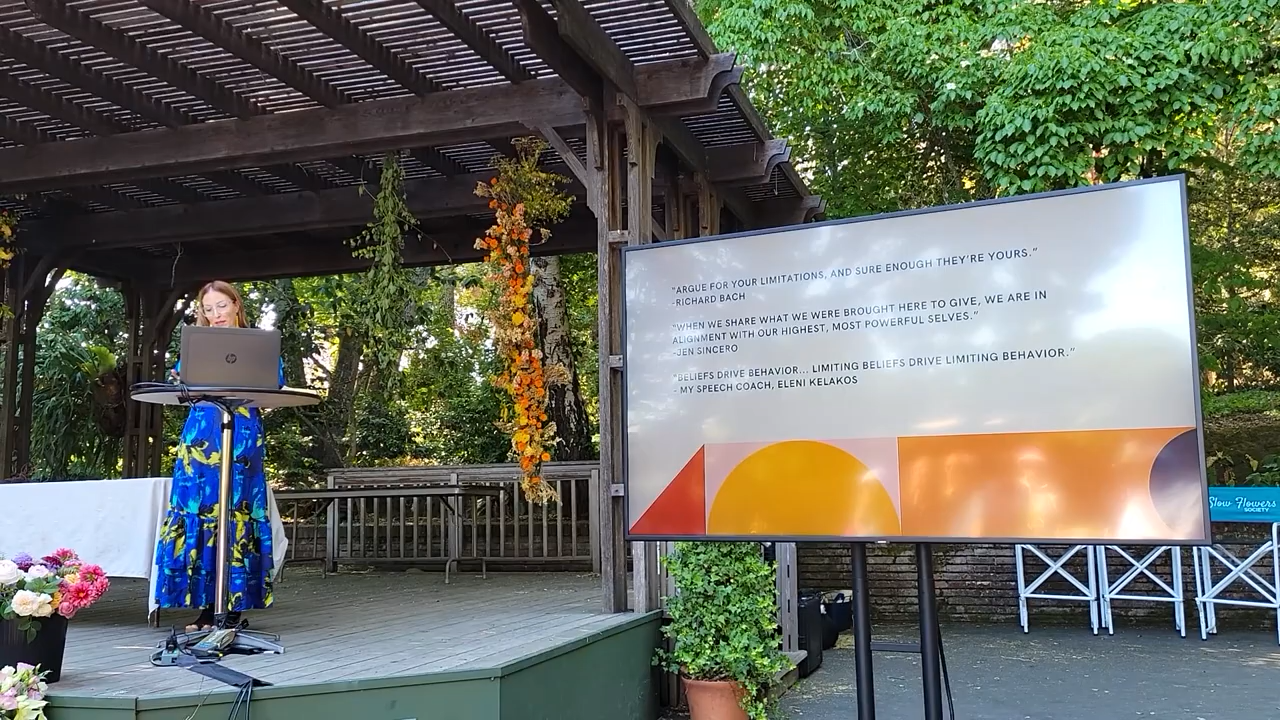 "ARGUE FOR YOUR LIMITATIONS, AND SURE ENOUGH THEY'RE YOURS."
-RICHARD BACH
"WHEN WE SHARE WHAT WE WERE BROUGHT HERE TO GIVE, WE ARE IN
ALIGNMENT WITH OUR HIGHEST, MOST POWERFUL SELVES."
-JEN SINCERO
"BELIEFS DRIVE BEHAVIOR... LIMITING BELIEFS DRIVE LIMITING BEHAVIOR."
- MY SPEECH COACH, ELENI KELAKOS
Slow Flowers
SOCIETY
hp